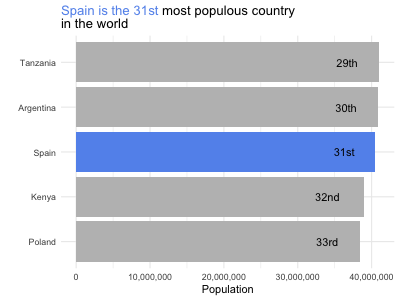 Spain is the 31st most populous country
in the world
Tanzania
29th
Argentina
30th
Spain
31st
Kenya
32nd
Poland
33rd
0
10,000,000
20,000,000
30,000,000
40,000,000
Population